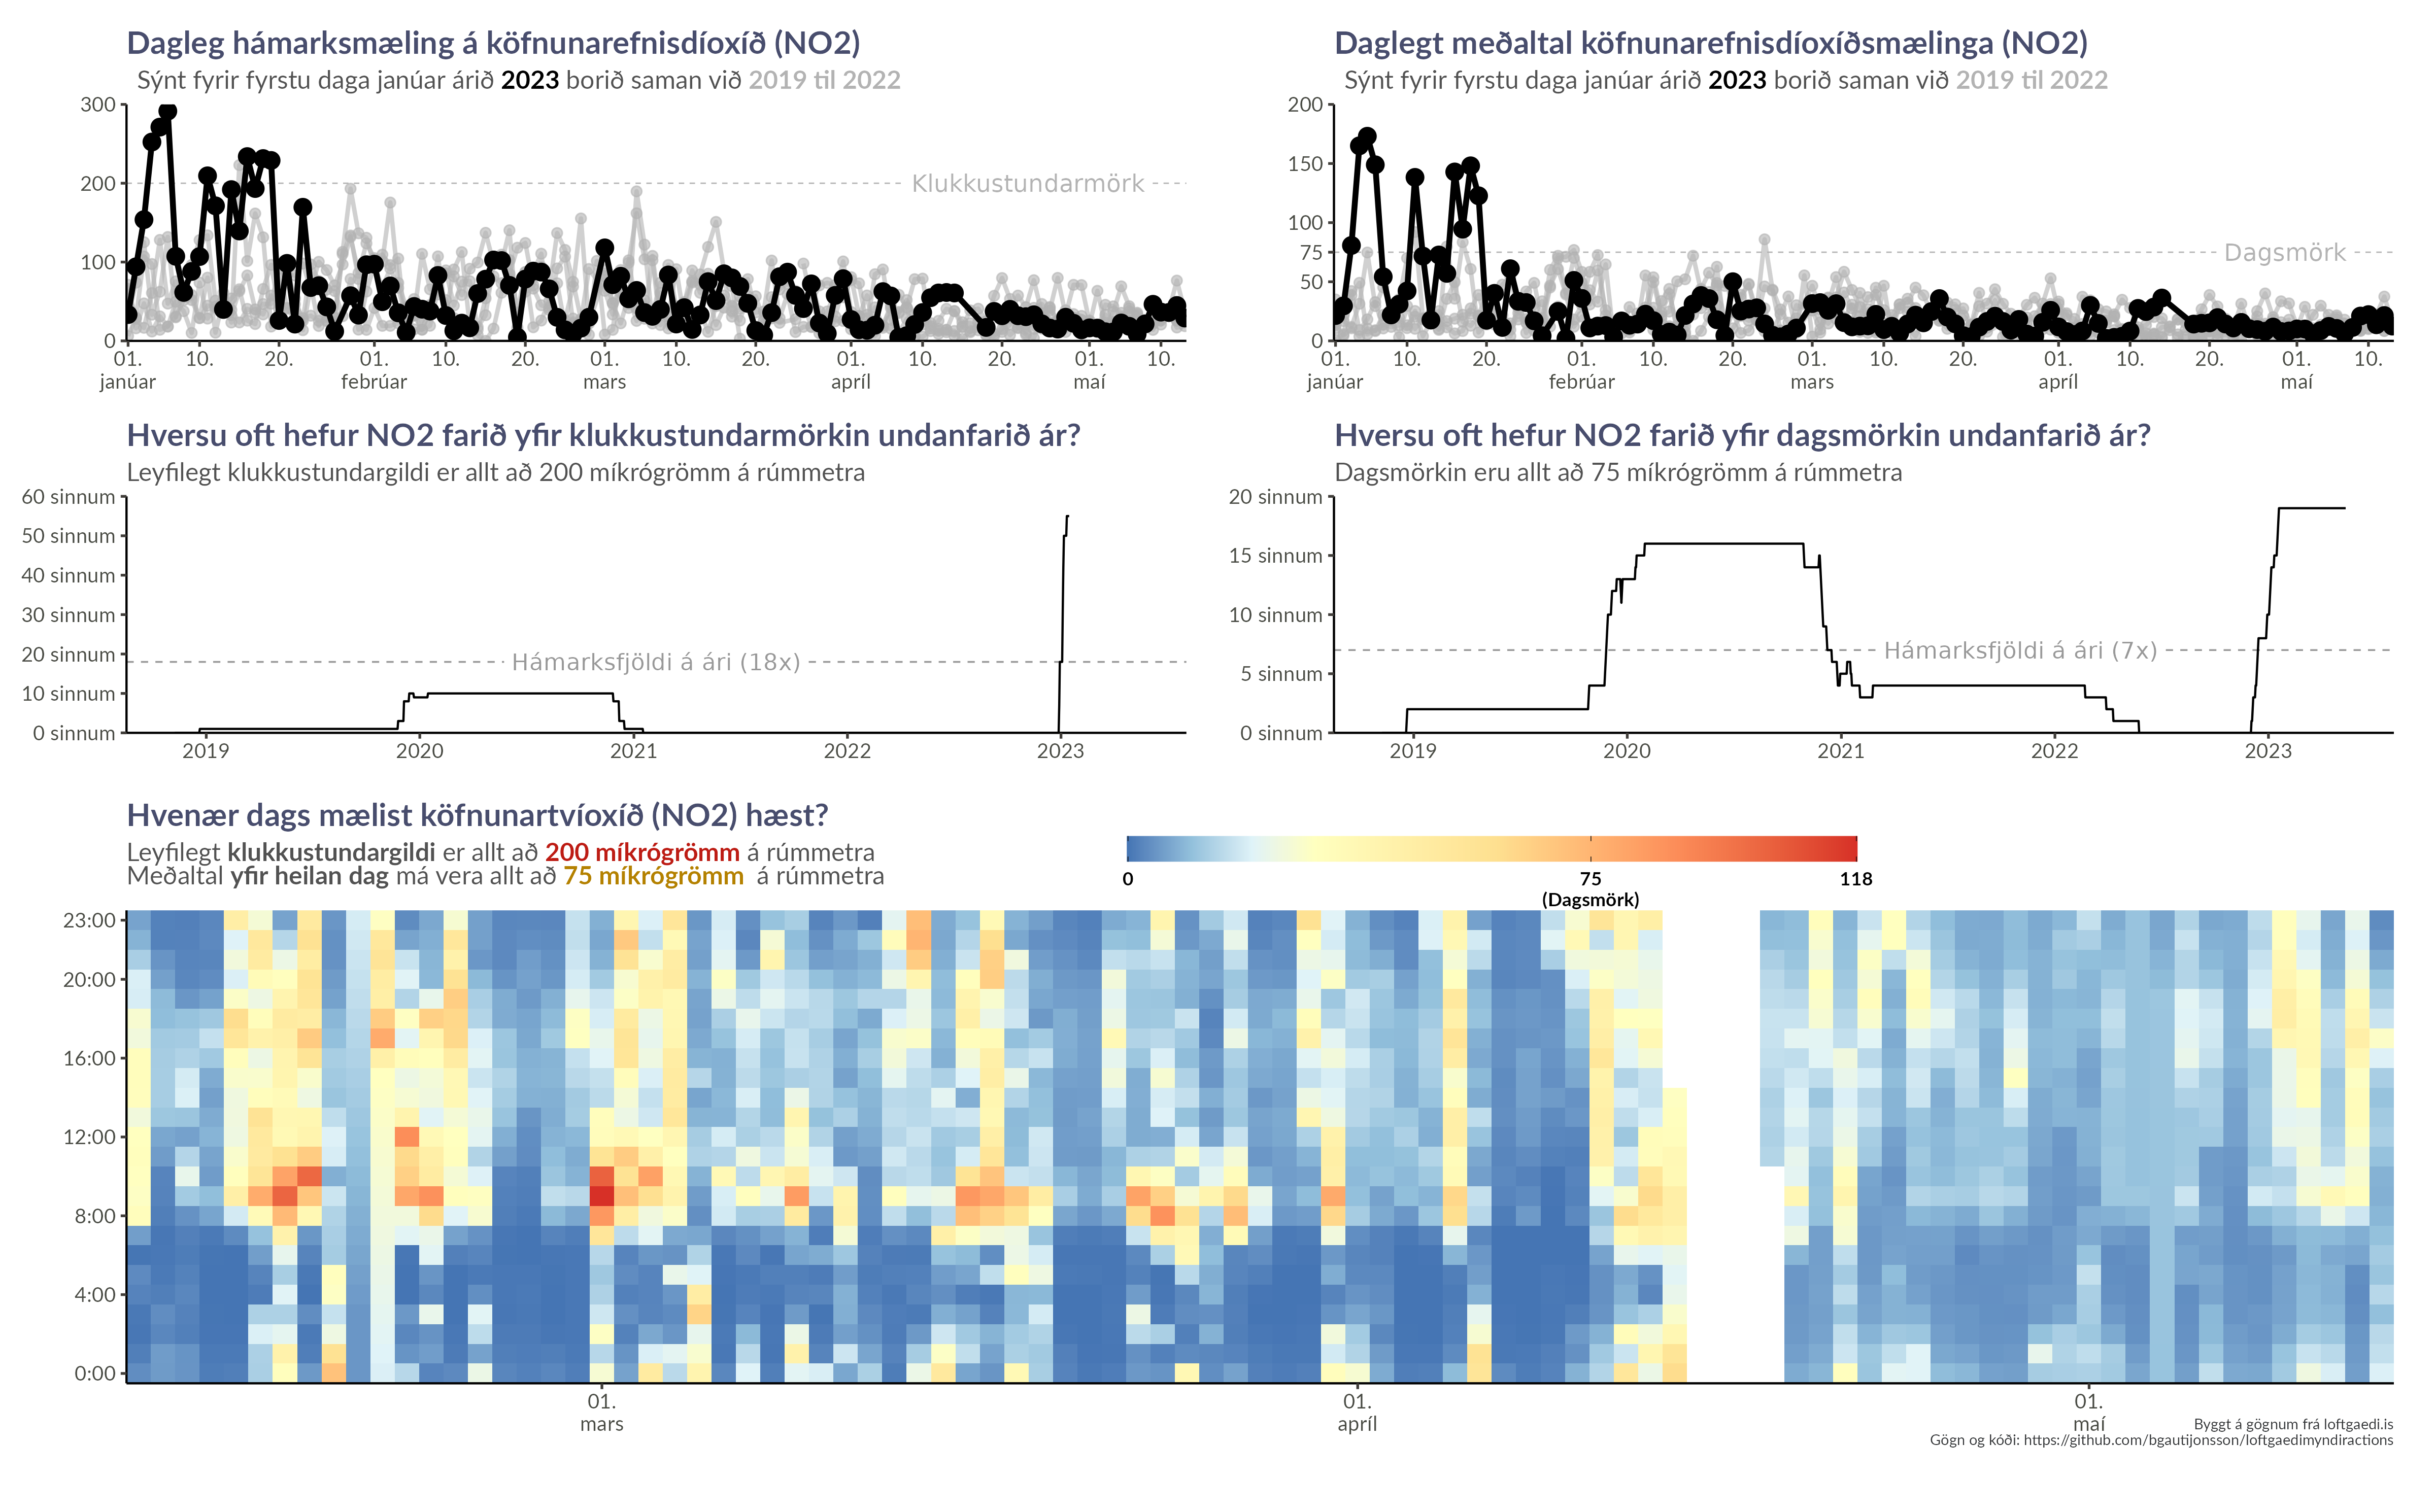 Dagleg hámarksmæling á köfnunarefnisdíoxíð (NO2)
Sýnt fyrir fyrstu daga janúar árið 2023 borið saman við 2019 til 2022
300
200
100
0
Klukkustundarmörk
01. 10. 20. 01. 10. 20. 01. 10. 20. 01. 10. 20. 01. 10.
janúar febrúar mars apríl maí
Daglegt meðaltal köfnunarefnisdíoxíðsmælinga (NO2)
Sýnt fyrir fyrstu daga janúar árið 2023 borið saman við 2019 til 2022
200
150
100
75
50
0
Dagsmörk
01. 10. 20. 01. 10. 20. 01. 10. 20. 01. 10. 20. 01. 10.
janúar febrúar mars apríl maí
Hversu oft hefur NO2 farið yfir klukkustundarmörkin undanfarið ár?
Leyfilegt klukkustundargildi er allt að 200 míkrógrömm á rúmmetra
60 sinnum
50 sinnum
40 sinnum
30 sinnum
20 sinnum
10 sinnum
0 sinnum
Hámarksfjöldi á ári (18x)
2019 2020 2021 2022 2023
Hversu oft hefur NO2 farið yfir dagsmörkin undanfarið ár?
Dagsmörkin eru allt að 75 míkrógrömm á rúmmetra
20 sinnum
15 sinnum
10 sinnum
5 sinnum
0 sinnum
Hámarksfjöldi á ári (7x)
2019 2020 2021 2022 2023
Hvenær dags mælist köfnunartvíoxíð (NO2) hæst?
Leyfilegt klukkustundargildi er allt að 200 míkrógrömm á rúmmetra
Meðaltal yfir heilan dag má vera allt að 75 míkrógrömm á rúmmetra
0 75 118
(Dagsmörk)
23:00
20:00
16:00
12:00
8:00
4:00
0:00
01. 01. 01.
mars apríl maí
Byggt á gögnum frá loftgaedi.is
Gögn og kóði: https://github.com/bgautijonsson/loftgaedimyndiractions